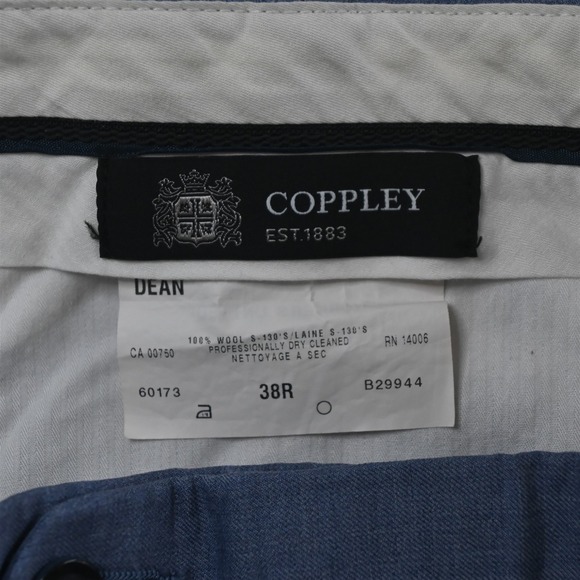 COPPLEY
EST.1883
DEAN
100% WOOL S-130'S/LAINE S-130'S
PROFESSIONALLY DRY CLEANED
NETTOYAGE A SEC
CA 00760
RN 14006
60173
38R
B29944